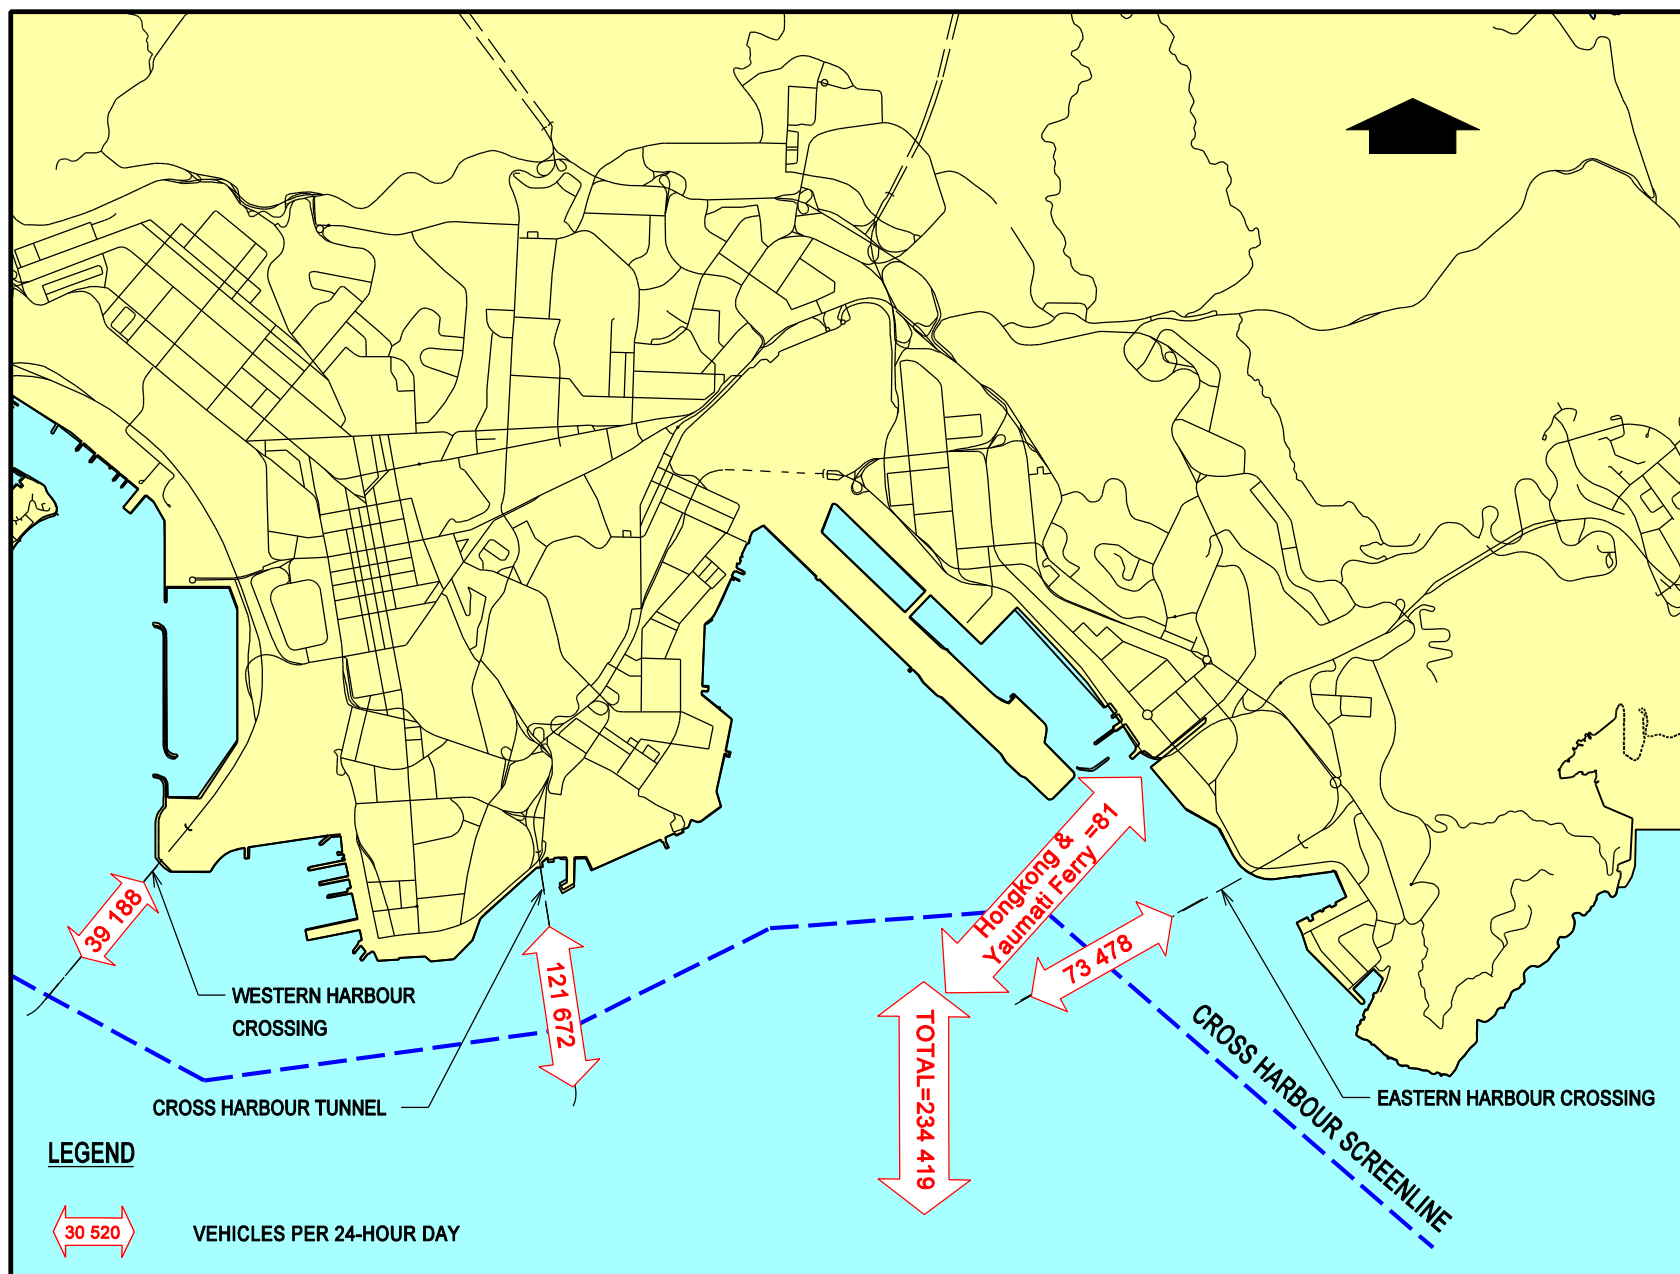 Hongkong &
Yaumati Ferry =81
39 188
73 478
121 672
WESTERN HARBOUR
CROSSING
TOTAL=234 419
CROSS HARBOUR SCREENLINE
CROSS HARBOUR TUNNEL
EASTERN HARBOUR CROSSING
LEGEND
30 520
VEHICLES PER 24-HOUR DAY